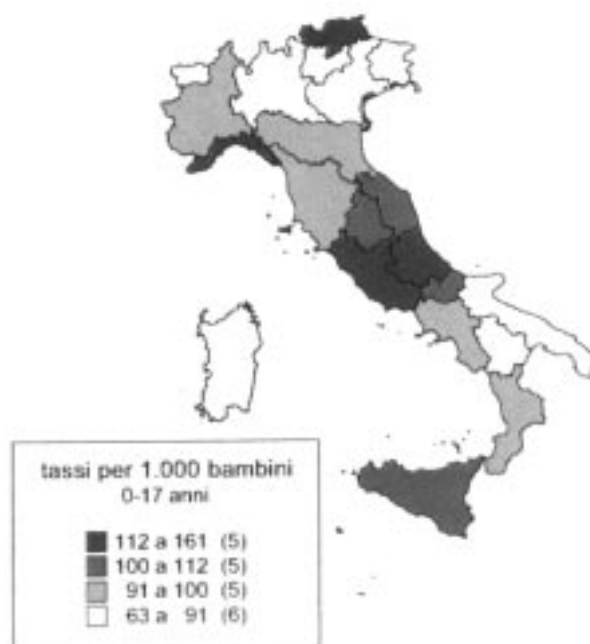 tassi per 1.000 bambini
0-17 anni
112 a 161 (5)
100 a 112 (5)
91 a 100 (5)
63 a 91 (6)